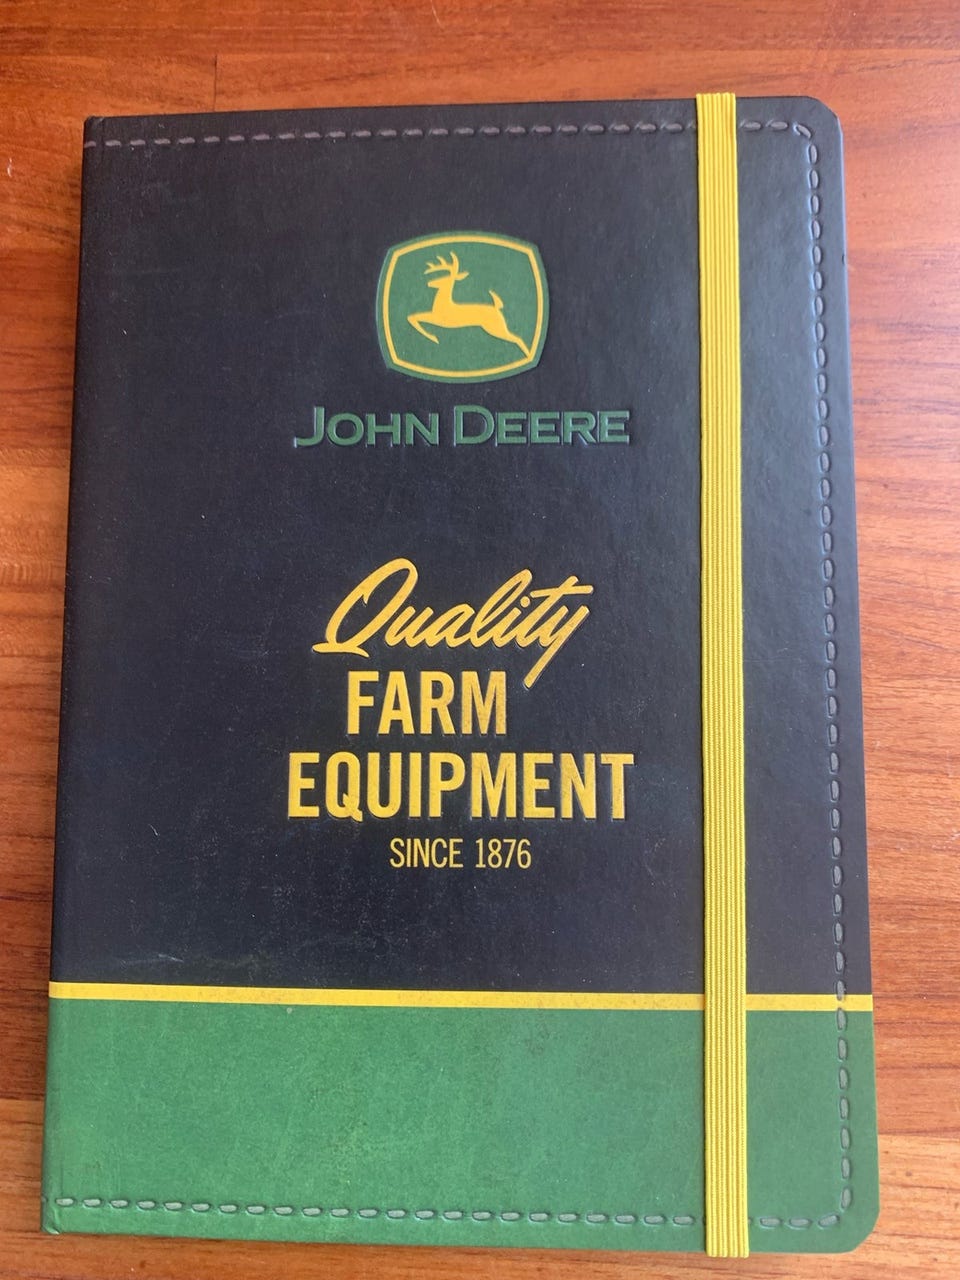 JOHN DEERE
Quality
FARM
EQUIPMENT
SINCE 1876